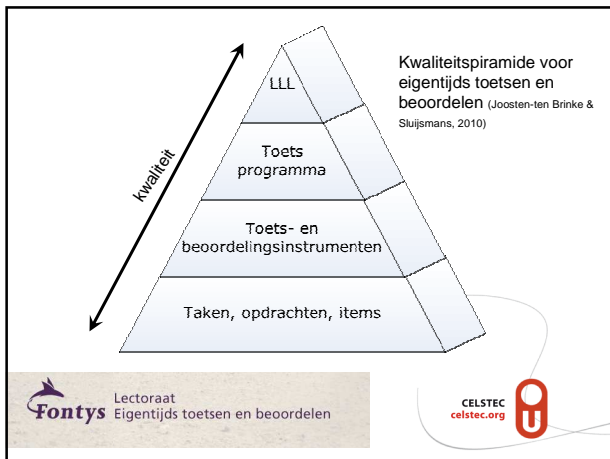 Kwaliteitspiramide voor
eigentijds toetsen en
beoordelen (Joosten-ten Brinke &
Sluijsmans, 2010)
kwaliteit
LLL
Toets
programma
Toets- en
beoordelingsinstrumenten
Taken, opdrachten, items
Fontys
Lectoraat
Eigentijds toetsen en beoordelen
CELSTEC
celstec.org